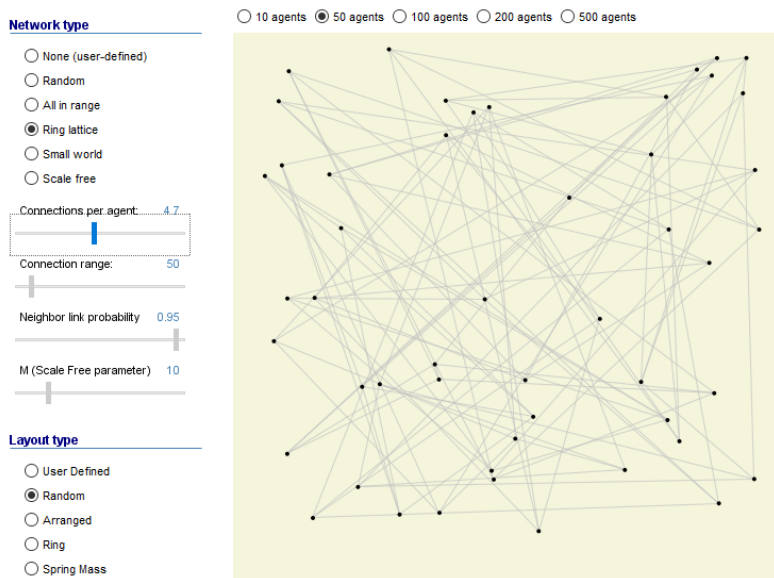 10 agents 50 agents 100 agents 200 agents 500 agents
Network type
None (user-defined)
Random
All in range
Ring lattice
Small world
Scale free
Connections per agent: 4.7
Connection range: 50
Neighbor link probability 0.95
M (Scale Free parameter) 10
Layout type
User Defined
Random
Arranged
Ring
Spring Mass